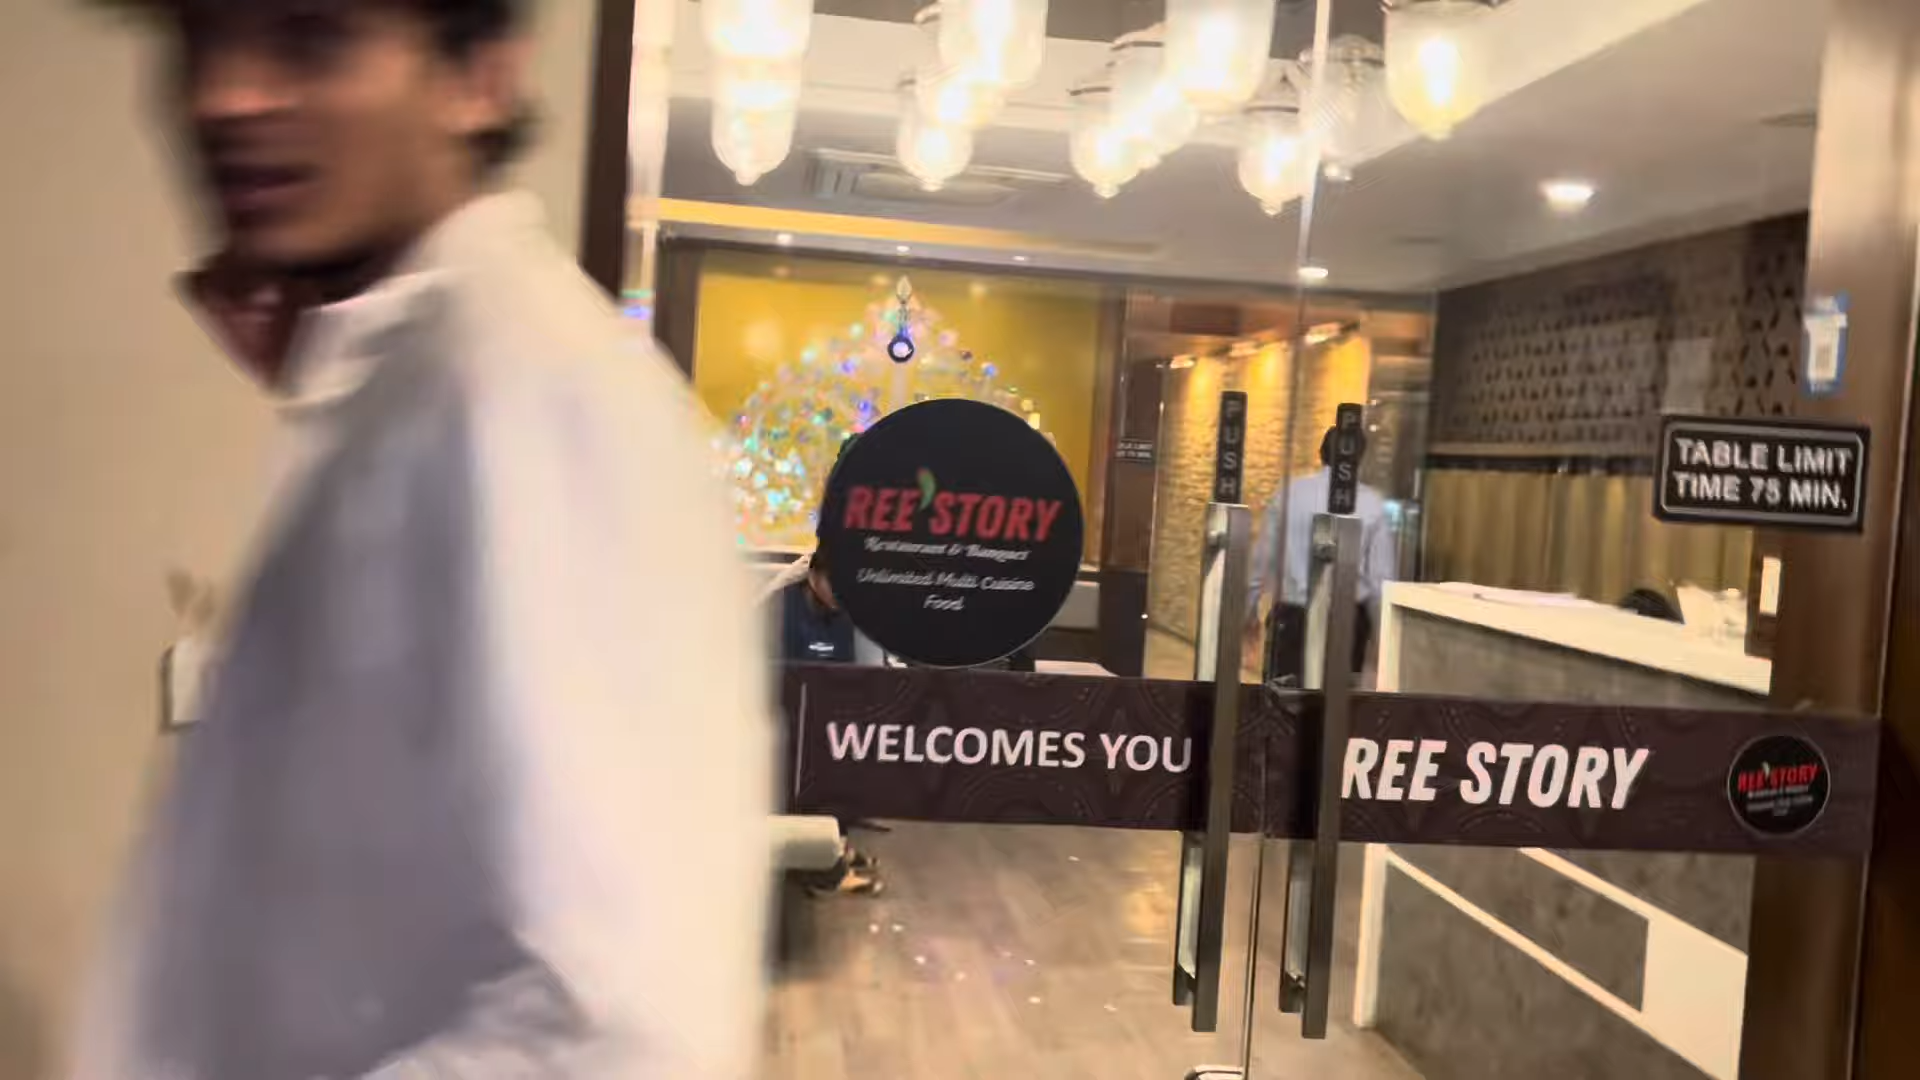 PUSH
PUSH
TABLE LIMIT
TIME 75 MIN.
REE'STORY
Restaurant & Banquet
Unlimited Multi Cuisine
Food
WELCOMES YOU
REE STORY
REE'STORY